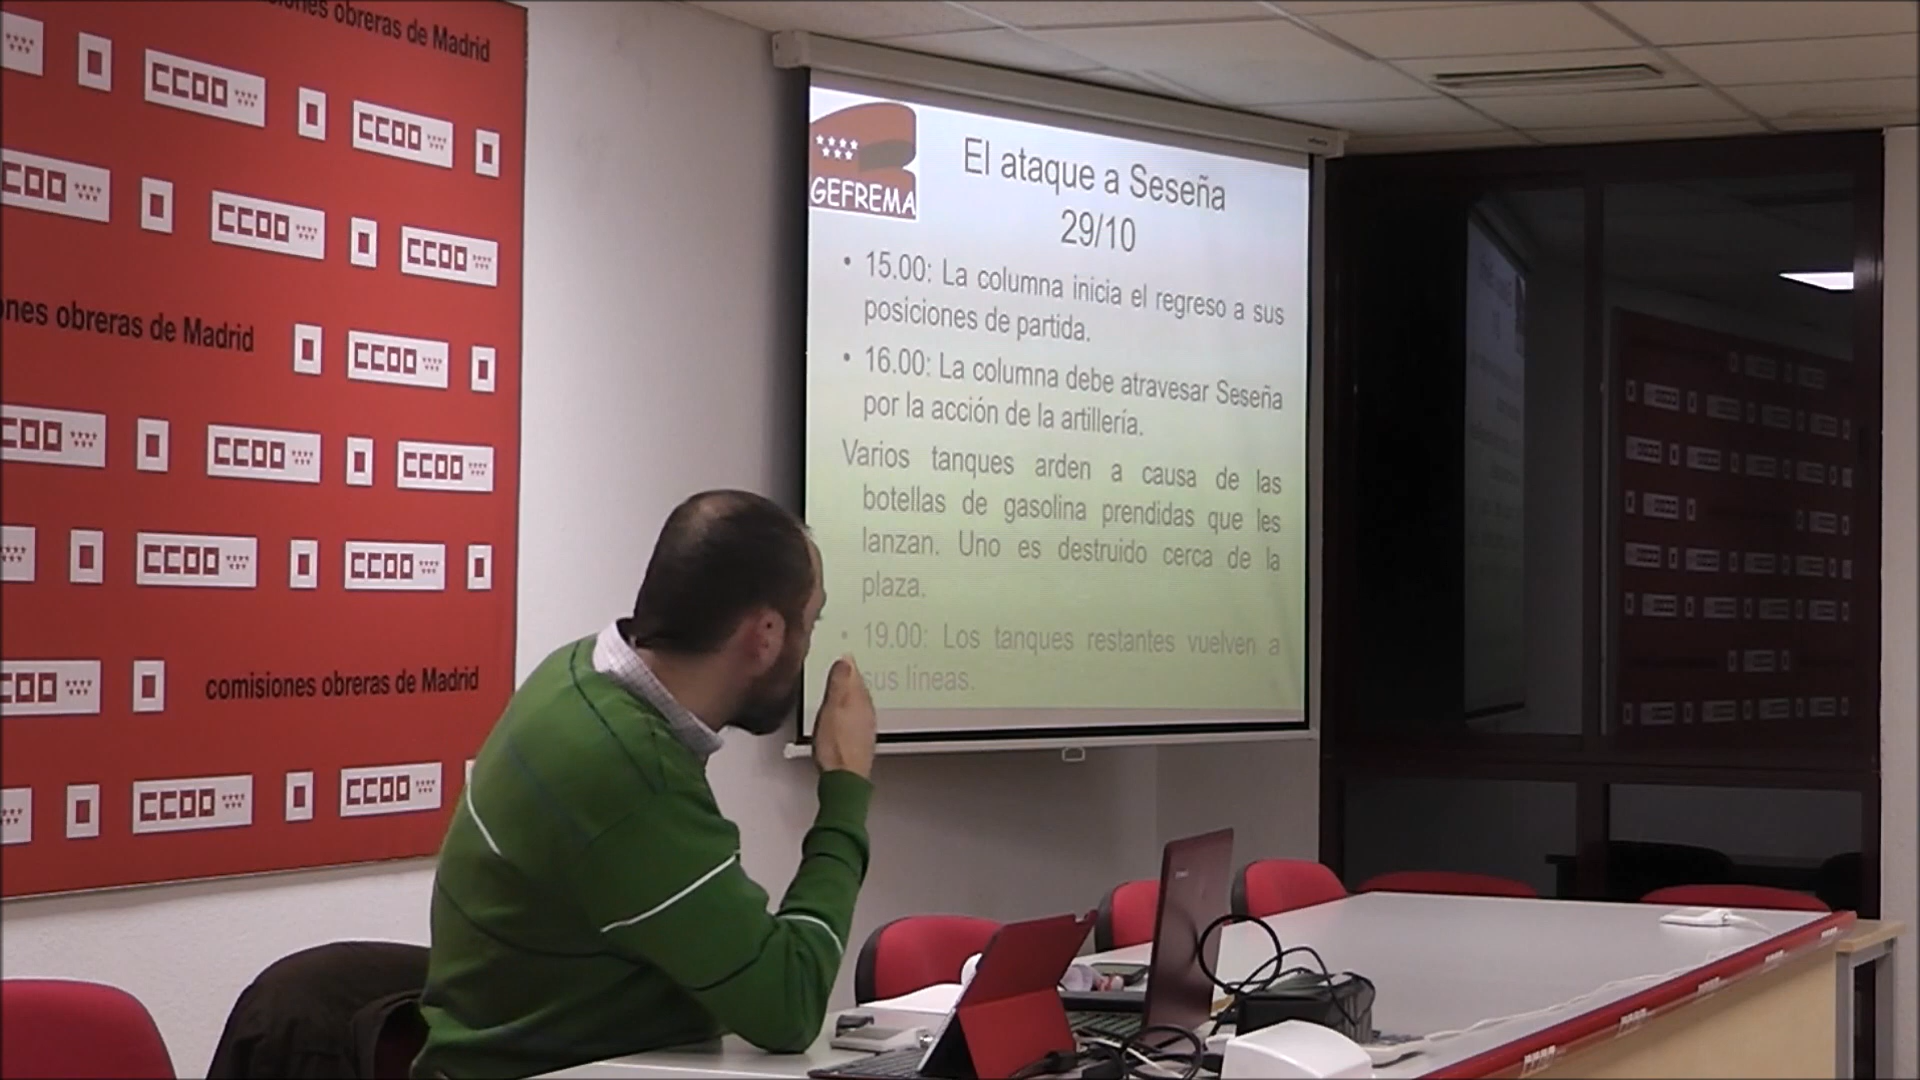 comisiones obreras de Madrid
CCOO
CCOO
CCOO
CCOO
CCOO
ones obreras de Madrid
CCOO
CCOO
CCOO
CCOO
CCOO
CCOO
CCOO
comisiones obreras de Madrid
CCOO
CCOO
GEFREMA
El ataque a Seseña
29/10
• 15.00: La columna inicia el regreso a sus
posiciones de partida.
• 16.00: La columna debe atravesar Seseña
por la acción de la artillería.
Varios tanques arden a causa de las
botellas de gasolina prendidas que les
lanzan. Uno es destruido cerca de la
plaza.
• 19.00: Los tanques restantes vuelven a
sus líneas.